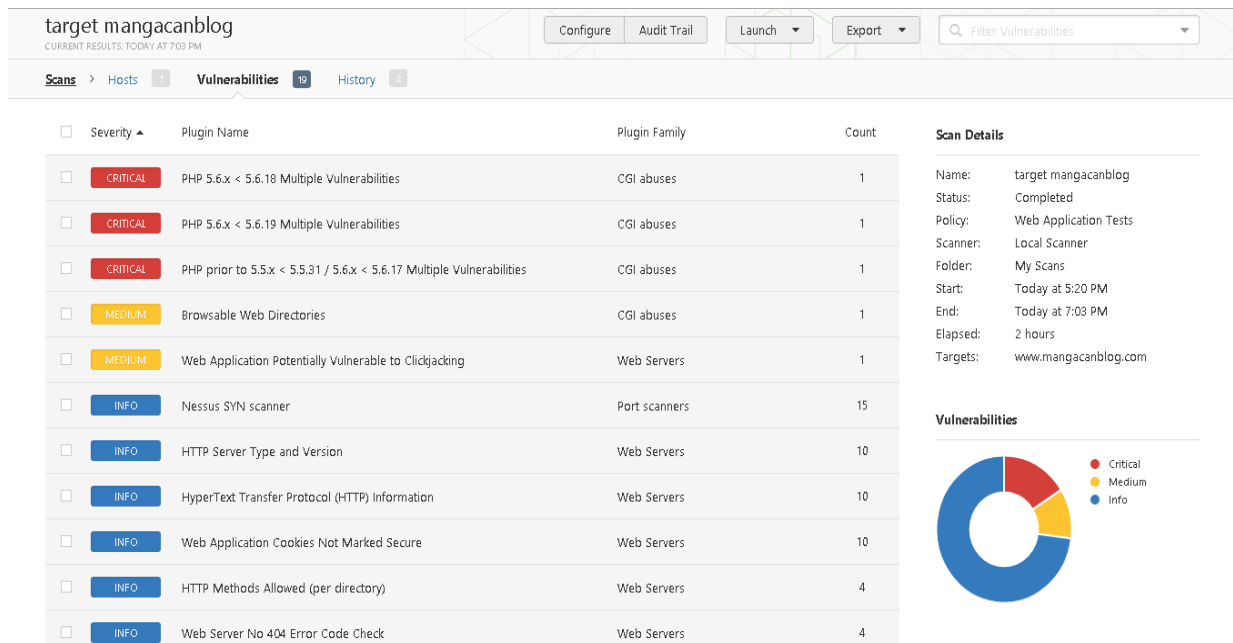 target mangacanblog
CURRENT RESULTS: TODAY AT 7:03 PM
Configure Audit Trail Launch Export Filter Vulnerabilities
Scans > Hosts 1 Vulnerabilities 19 History 2
Severity Plugin Name Plugin Family Count
CRITICAL PHP 5.6.x < 5.6.18 Multiple Vulnerabilities CGI abuses 1
CRITICAL PHP 5.6.x < 5.6.19 Multiple Vulnerabilities CGI abuses 1
CRITICAL PHP prior to 5.5.x < 5.5.31 / 5.6.x < 5.6.17 Multiple Vulnerabilities CGI abuses 1
MEDIUM Browsable Web Directories CGI abuses 1
MEDIUM Web Application Potentially Vulnerable to Clickjacking Web Servers 1
INFO Nessus SYN scanner Port scanners 15
INFO HTTP Server Type and Version Web Servers 10
INFO HyperText Transfer Protocol (HTTP) Information Web Servers 10
INFO Web Application Cookies Not Marked Secure Web Servers 10
INFO HTTP Methods Allowed (per directory) Web Servers 4
INFO Web Server No 404 Error Code Check Web Servers 4
Scan Details
Name: target mangacanblog
Status: Completed
Policy: Web Application Tests
Scanner: Local Scanner
Folder: My Scans
Start: Today at 5:20 PM
End: Today at 7:03 PM
Elapsed: 2 hours
Targets: www.mangacanblog.com
Vulnerabilities
Critical
Medium
Info